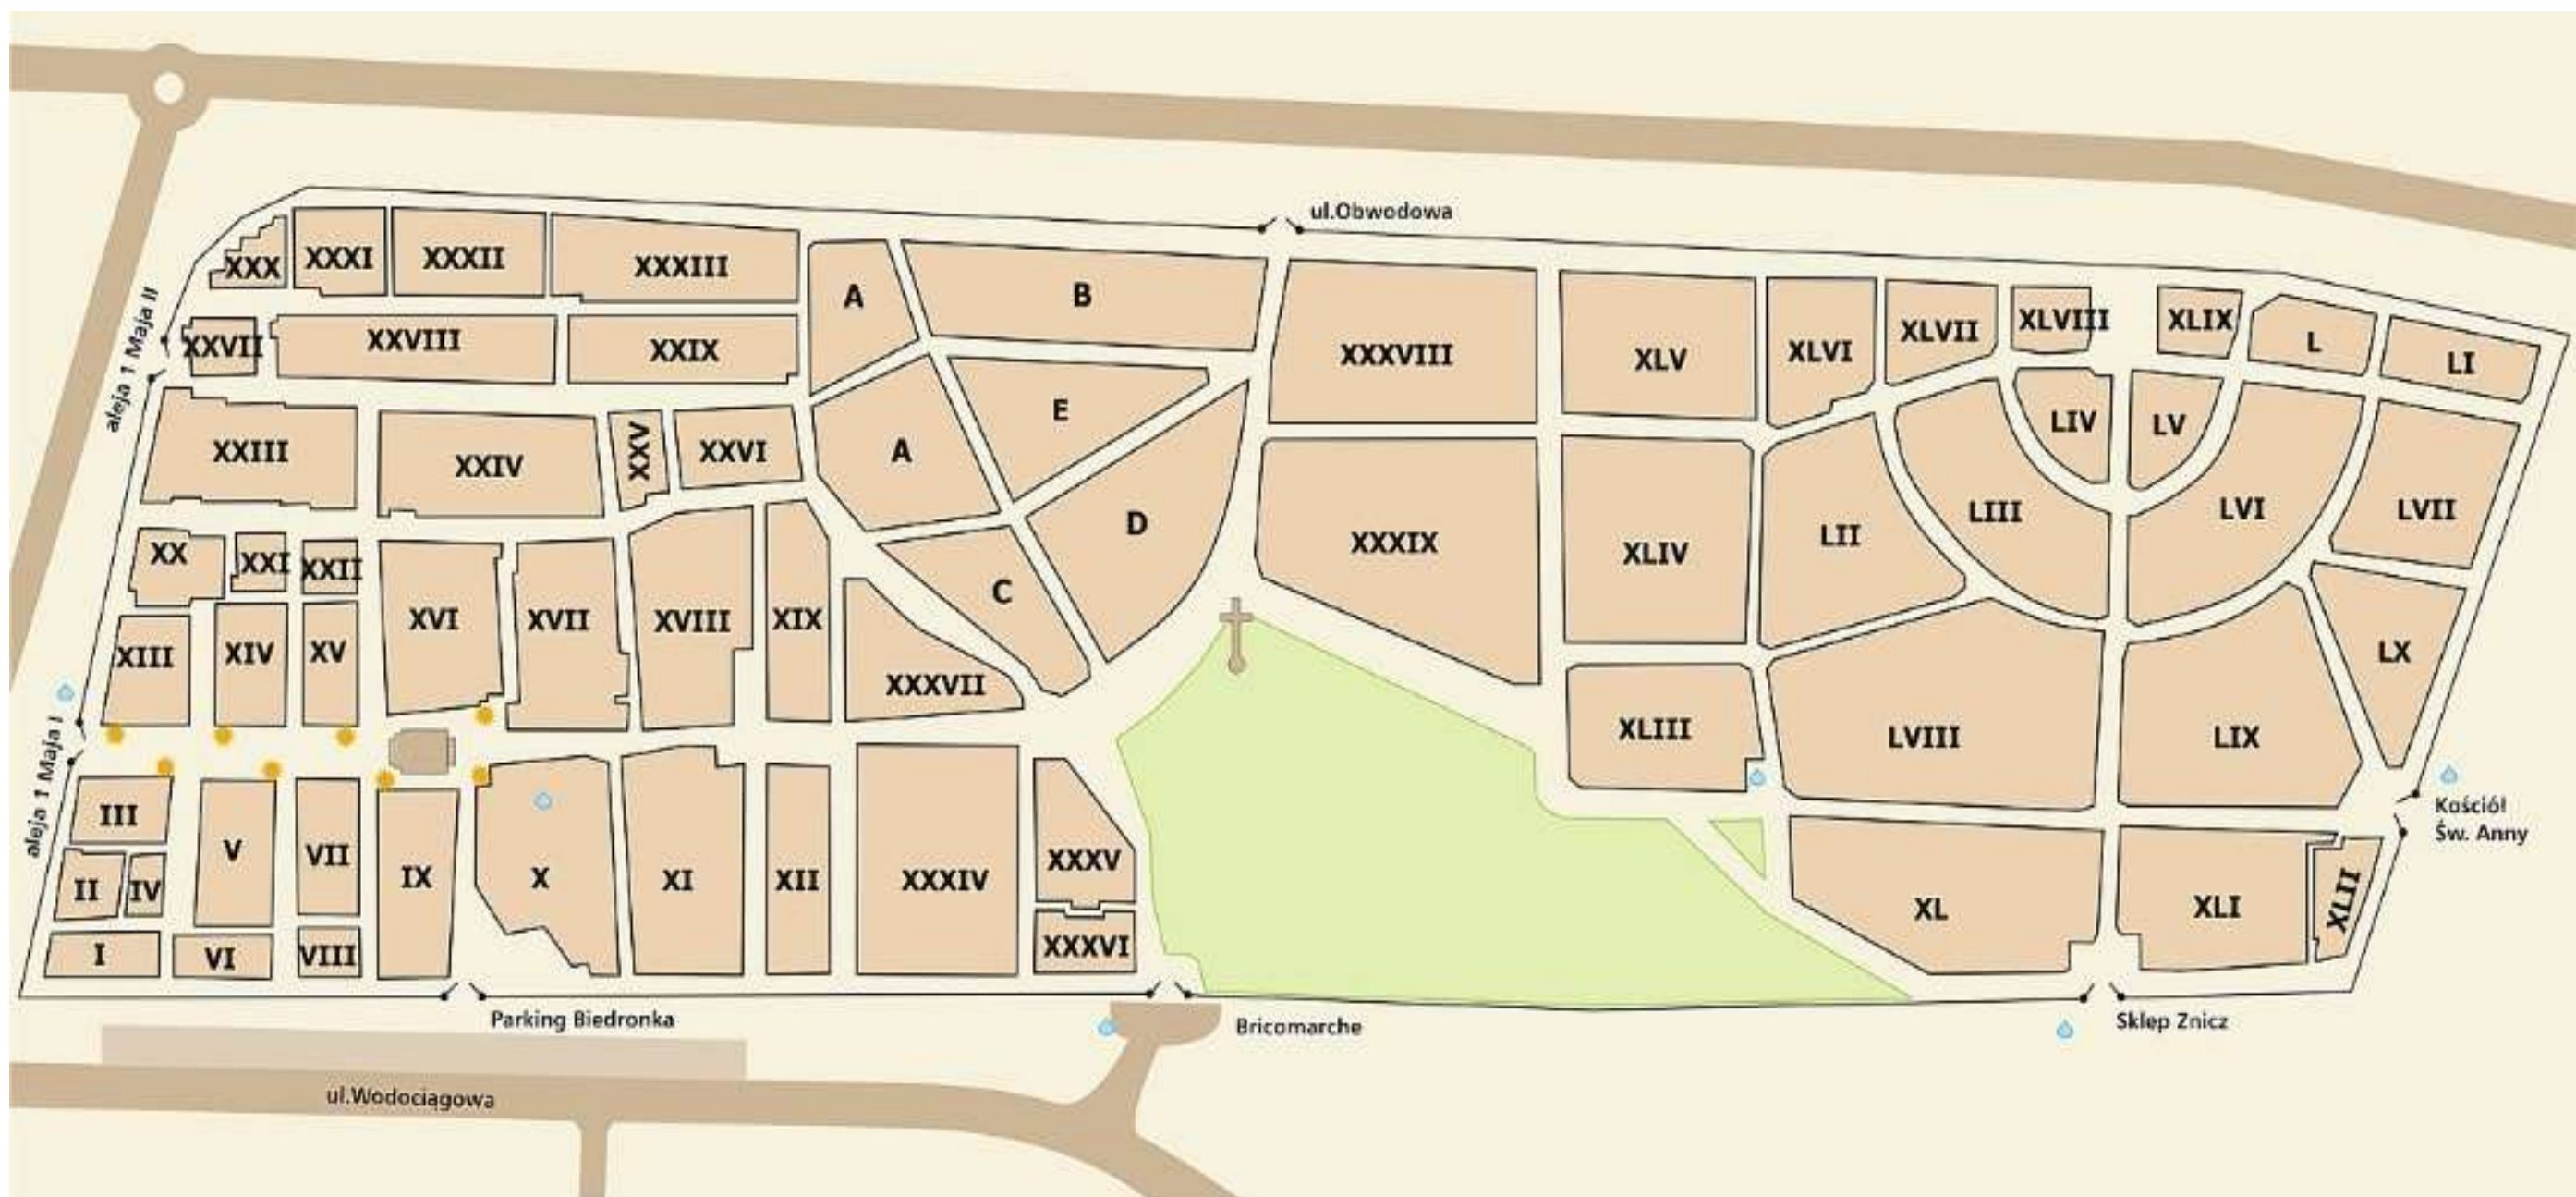 ul.Obwodowa
aleja 1 Maja II
XXX
XXXI
XXXII
XXXIII
A
B
XXXVIII
XLV
XLVI
XLVII
XLVIII
XLIX
L
LI
XXVII
XXVIII
XXIX
XXIII
XXIV
XXV
XXVI
A
E
D
C
LIV
LV
LII
LIII
LVI
LVII
XXXIX
XLIV
XX
XXI
XXII
XVI
XVII
XVIII
XIX
XIII
XIV
XV
XXXVII
LX
XLIII
LVIII
LIX
aleja 1 Maja I
III
V
VII
IX
X
XI
XII
XXXIV
XXXV
II
IV
I
VI
VIII
XXXVI
XL
XLI
XLII
Kościół
Św. Anny
Parking Biedronka
Bricomarche
Sklep Znicz
ul.Wodociągowa